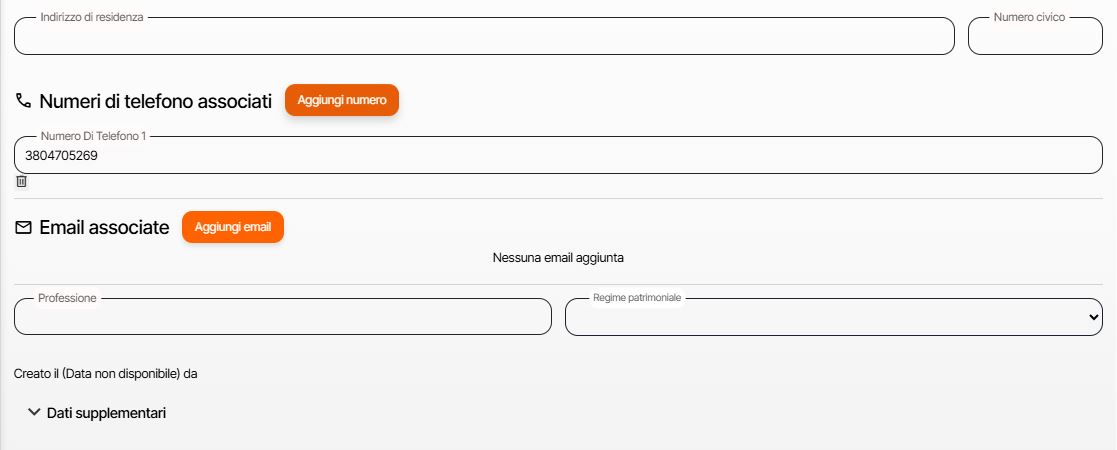 Indirizzo di residenza
Numero civico
Numeri di telefono associati
Aggiungi numero
Numero Di Telefono 1
3804705269
Email associate
Aggiungi email
Nessuna email aggiunta
Professione
Regime patrimoniale
Creato il (Data non disponibile) da
Dati supplementari